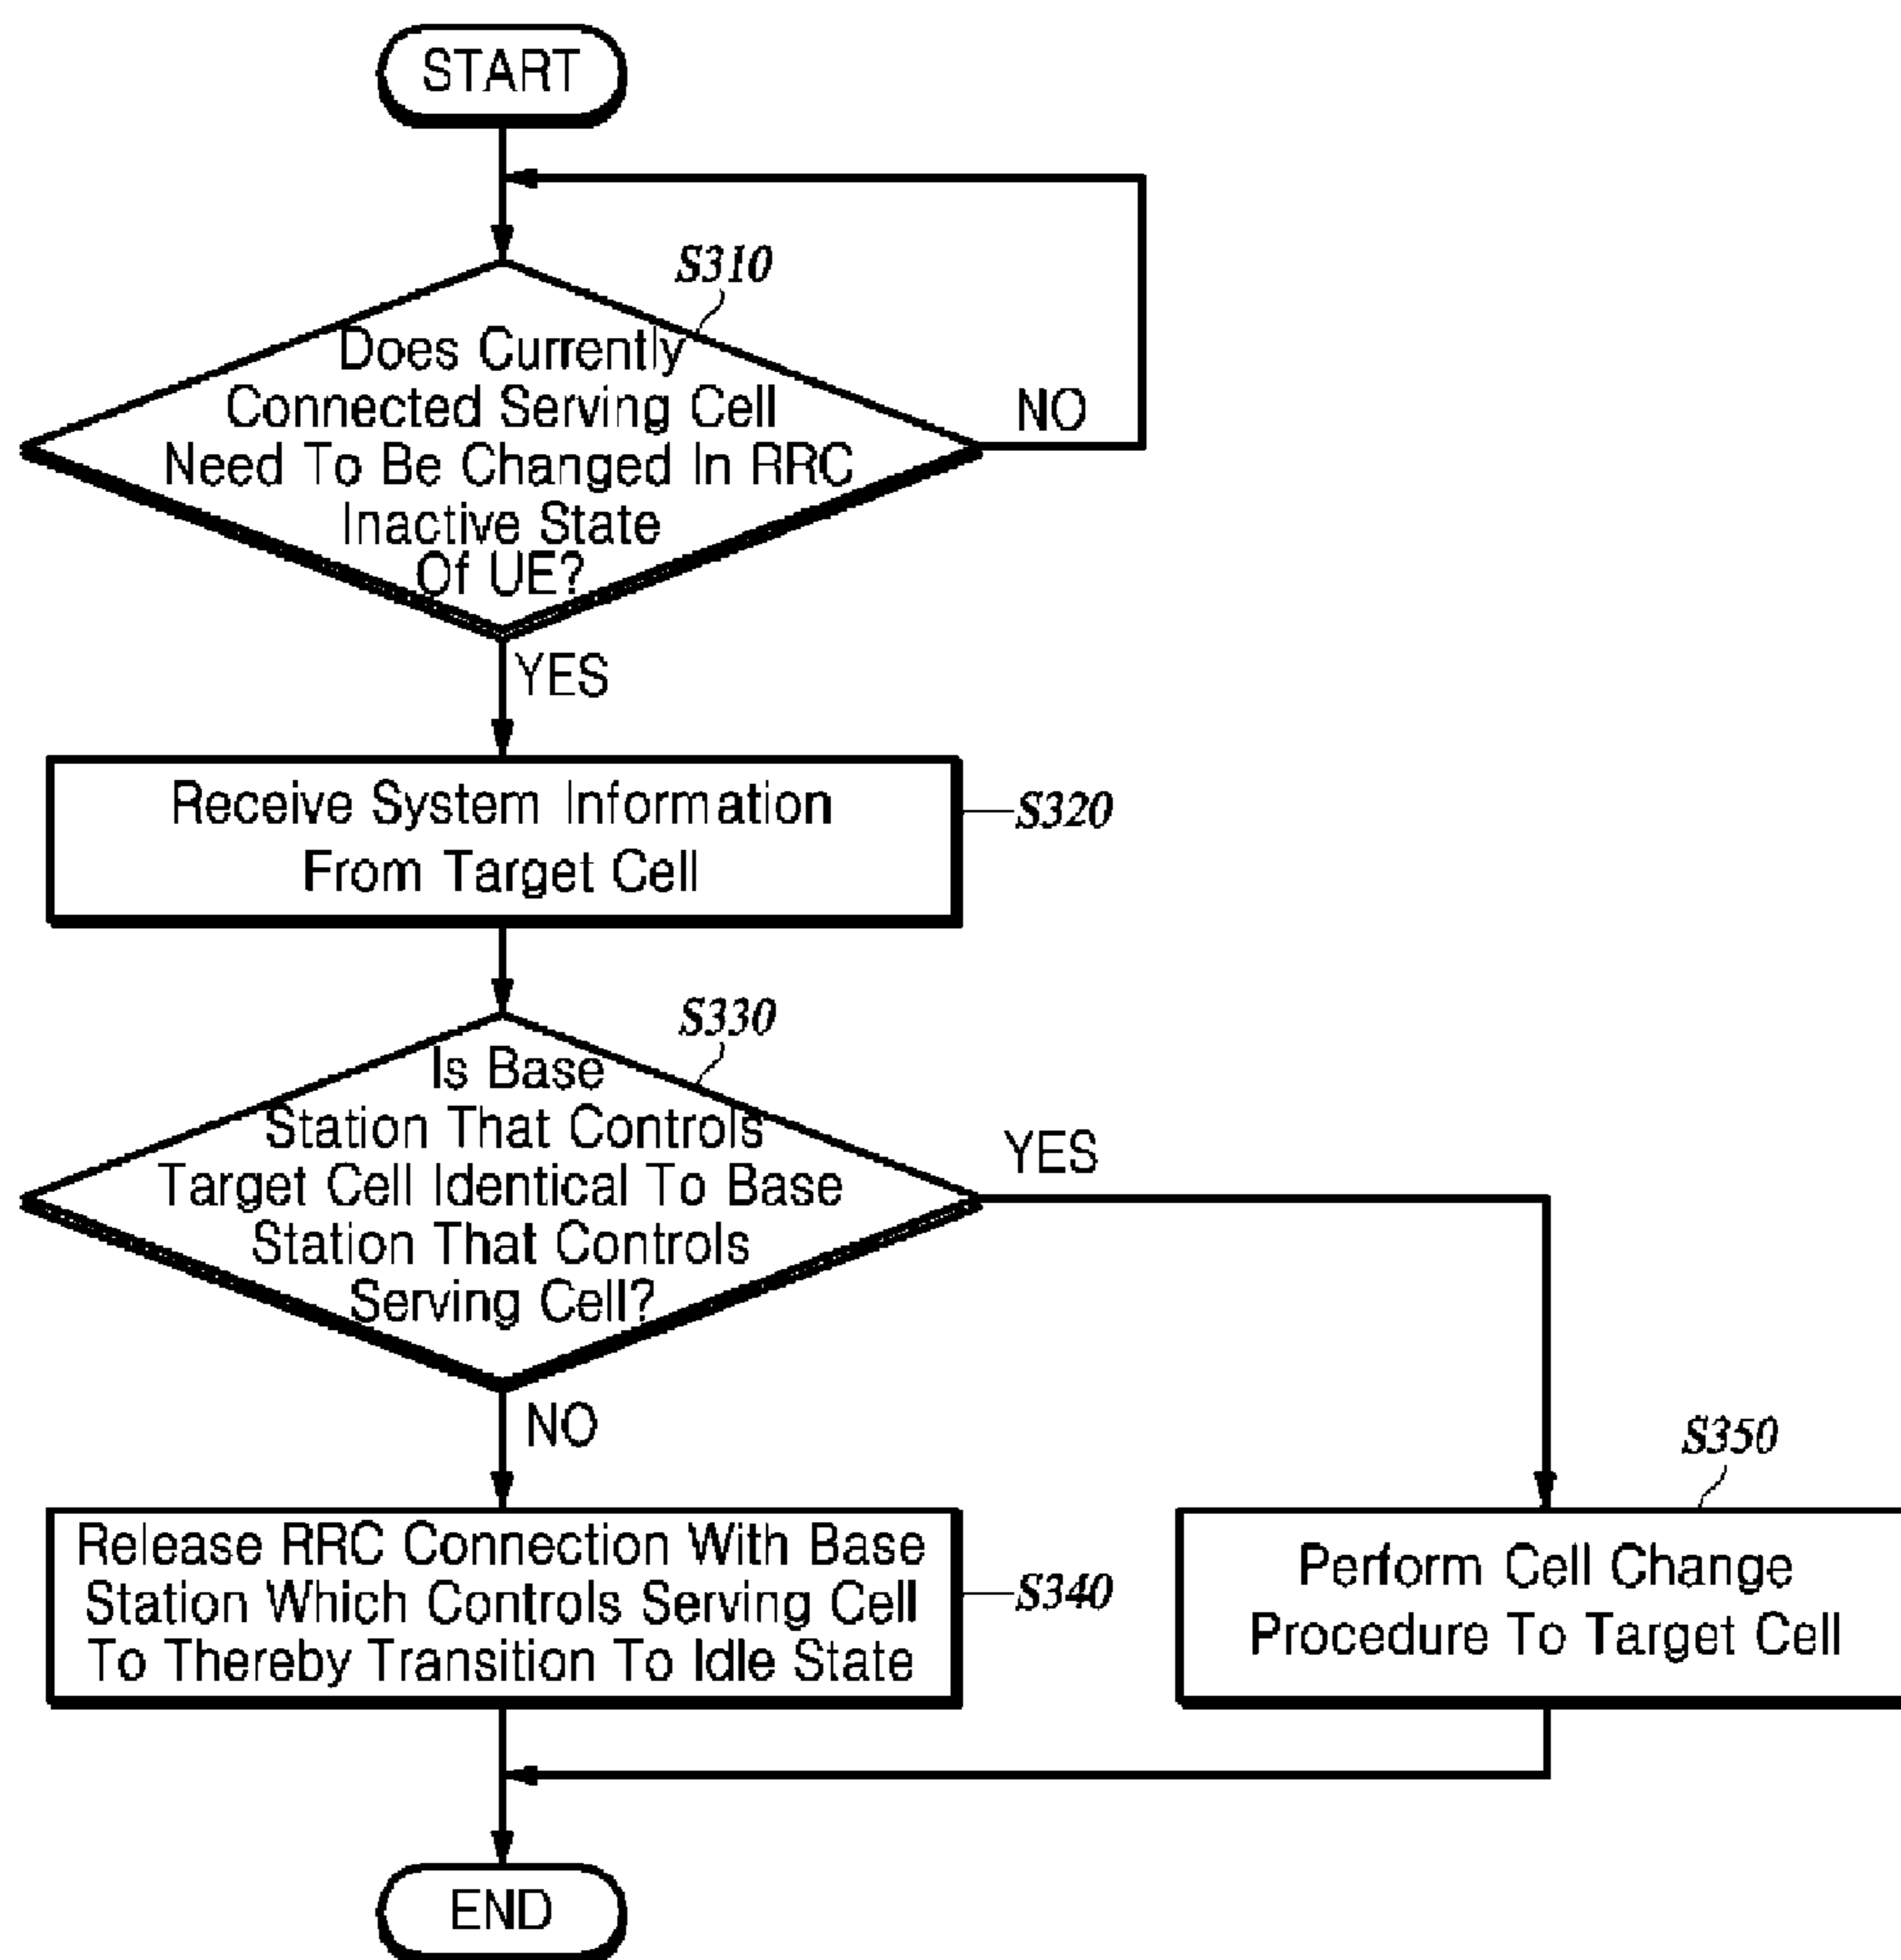 START
S310
Does Currently
Connected Serving Cell
Need To Be Changed In RRC
Inactive State
Of UE?
NO
YES
Receive System Information
From Target Cell
S320
S330
Is Base
Station That Controls
Target Cell Identical To Base
Station That Controls
Serving Cell?
YES
NO
Release RRC Connection With Base
Station Which Controls Serving Cell
To Thereby Transition To Idle State
S340
S350
Perform Cell Change
Procedure To Target Cell
END